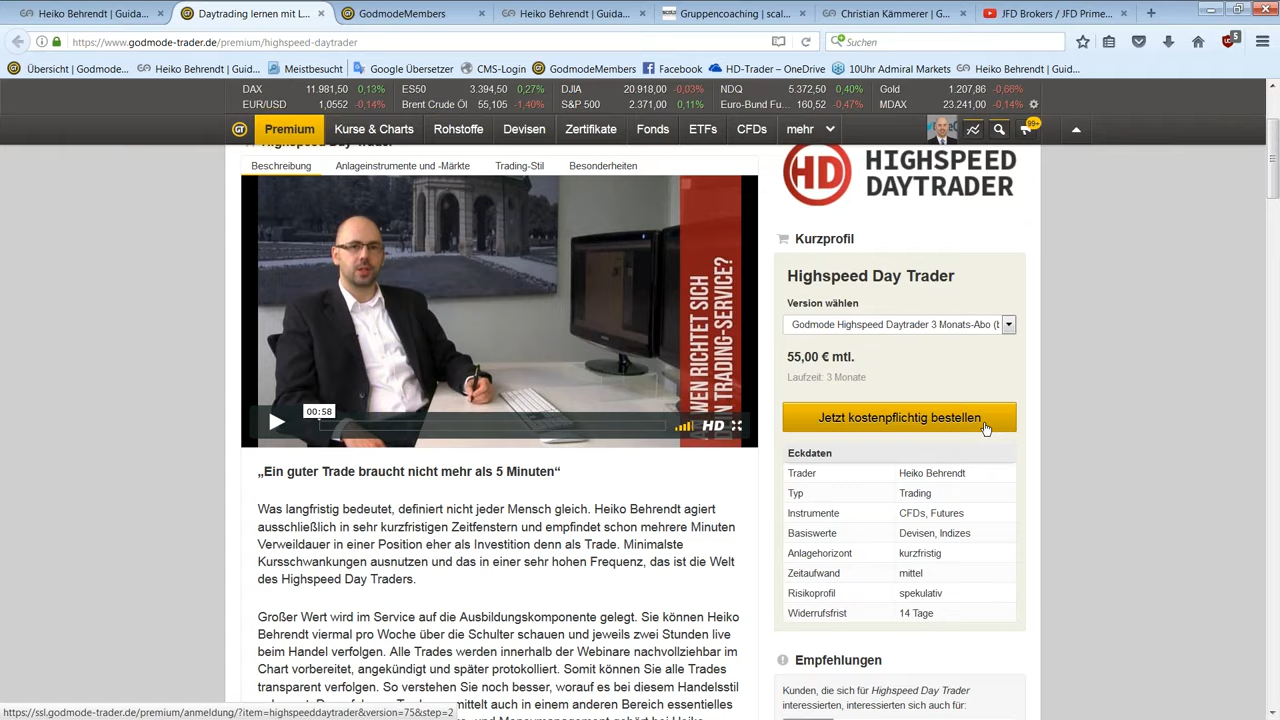 Heiko Behrendt | Guida...
Daytrading lernen mit L...
GodmodeMembers
Heiko Behrendt | Guida...
Gruppencoaching | scal...
Christian Kämmerer | G...
JFD Brokers / JFD Prime...
https://www.godmode-trader.de/premium/highspeed-daytrader
Suchen
5
Übersicht | Godmode...
Heiko Behrendt | Guid...
Meistbesucht
Google Übersetzer
CMS-Login
GodmodeMembers
Facebook
HD-Trader – OneDrive
10Uhr Admiral Markets
Heiko Behrendt | Guid...
DAX 11.981,50 0,13% ES50 3.394,50 0,27% DJIA 20.918,00 -0,03% NDQ 5.372,50 0,40% Gold 1.207,86 -0,66%
EUR/USD 1,0552 -0,14% Brent Crude Öl 55,105 -1,40% S&P 500 2.371,00 0,11% Euro-Bund Fu... 160,52 -0,47% MDAX 23.241,00 -0,14%
GT Premium Kurse & Charts Rohstoffe Devisen Zertifikate Fonds ETFs CFDs mehr 99+
Highspeed Day Trader
Beschreibung Anlageinstrumente und -Märkte Trading-Stil Besonderheiten
WEN RICHTET SICH
DEIN TRADING-SERVICE?
00:58
HD
„Ein guter Trade braucht nicht mehr als 5 Minuten“
Was langfristig bedeutet, definiert nicht jeder Mensch gleich. Heiko Behrendt agiert
ausschließlich in sehr kurzfristigen Zeitfenstern und empfindet schon mehrere Minuten
Verweildauer in einer Position eher als Investition denn als Trade. Minimalste
Kursschwankungen ausnutzen und das in einer sehr hohen Frequenz, das ist die Welt
des Highspeed Day Traders.
Großer Wert wird im Service auf die Ausbildungskomponente gelegt. Sie können Heiko
Behrendt viermal pro Woche über die Schulter schauen und jeweils zwei Stunden live
beim Handel verfolgen. Alle Trades werden innerhalb der Webinare nachvollziehbar im
Chart vorbereitet, angekündigt und später protokolliert. Somit können Sie alle Trades
transparent verfolgen. So verstehen Sie noch besser, worauf es bei diesem Handelsstil
mittelt auch in einem anderen Bereich essentielles
HD HIGHSPEED
DAYTRADER
Kurzprofil
Highspeed Day Trader
Version wählen
Godmode Highspeed Daytrader 3 Monats-Abo (b
55,00 € mtl.
Laufzeit: 3 Monate
Jetzt kostenpflichtig bestellen
Eckdaten
Trader Heiko Behrendt
Typ Trading
Instrumente CFDs, Futures
Basiswerte Devisen, Indizes
Anlagehorizont kurzfristig
Zeitaufwand mittel
Risikoprofil spekulativ
Widerrufsfrist 14 Tage
Empfehlungen
Kunden, die sich für Highspeed Day Trader
interessierten, interessierten sich auch für:
https://ssl.godmode-trader.de/premium/anmeldung/?item=highspeeddaytrader&version=75&step=2